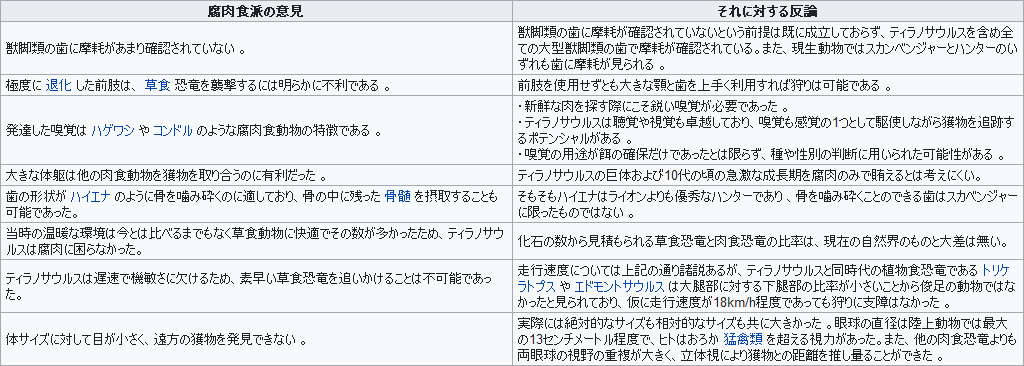 腐肉食派の意見
それに対する反論
獣脚類の歯に摩耗があまり確認されていない 。
獣脚類の歯に摩耗が確認されていないという前提は既に成立しておらず、ティラノサウルスを含め全
ての大型獣脚類の歯で摩耗が確認されている。また、現生動物ではスカンベンジャーとハンターのい
ずれも歯に摩耗が見られる 。
極度に 退化 した前肢は、 草食 恐竜を襲撃するには明らかに不利である 。
前肢を使用せずとも大きな顎と歯を上手く利用すれば狩りは可能である 。
発達した嗅覚は ハゲワシ や コンドル のような腐肉食動物の特徴である 。
・新鮮な肉を探す際にこそ鋭い嗅覚が必要であった 。
・ティラノサウルスは聴覚や視覚も卓越しており、嗅覚も感覚の1つとして駆使しながら獲物を追跡す
るポテンシャルがある 。
・嗅覚の用途が餌の確保だけであったとは限らず、種や性別の判断に用いられた可能性がある 。
大きな体躯は他の肉食動物を獲物を取り合うのに有利だった 。
ティラノサウルスの巨体および10代の頃の急激な成長期を腐肉のみで賄えるとは考えにくい。
歯の形状が ハイエナ のように骨を噛み砕くのに適しており、骨の中に残った 骨髄 を摂取することも
可能であった。
そもそもハイエナはライオンよりも優秀なハンターであり 、骨を噛み砕くことのできる歯はスカベンジャー
に限ったものではない 。
当時の温暖な環境は今とは比べるまでもなく草食動物に快適でその数が多かったため、ティラノサウ
ルスは腐肉に困らなかった。
化石の数から見積もられる草食恐竜と肉食恐竜の比率は、現在の自然界のものと大差は無い。
ティラノサウルスは遅速で機敏さに欠けるため、素早い草食恐竜を追いかけることは不可能であっ
た。
走行速度については上記の通り諸説あるが、ティラノサウルスと同時代の植物食恐竜である トリケ
ラトプス や エドモントサウルス は大腿部に対する下腿部の比率が小さいことから俊足の動物ではな
かったと見られており、仮に走行速度が18km/h程度であっても狩りに支障はなかった 。
体サイズに対して目が小さく、遠方の獲物を発見できない 。
実際には絶対的なサイズも相対的なサイズも共に大きかった 。眼球の直径は陸上動物では最大
の13センチメートル程度で、ヒトはおろか 猛禽類 を超える視力があった。また、他の肉食恐竜よりも
両眼球の視野の重複が大きく、立体視により獲物との距離を推し量ることができた 。